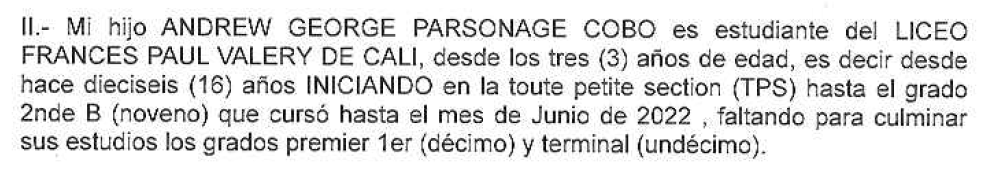 II.- Mi hijo ANDREW GEORGE PARSONAGE COBO es estudiante del LICEO
FRANCES PAUL VALERY DE CALI, desde los tres (3) años de edad, es decir desde
hace dieciseis (16) años INICIANDO en la toute petite section (TPS) hasta el grado
2nde B (noveno) que cursó hasta el mes de Junio de 2022 , faltando para culminar
sus estudios los grados premier 1er (décimo) y terminal (undécimo).